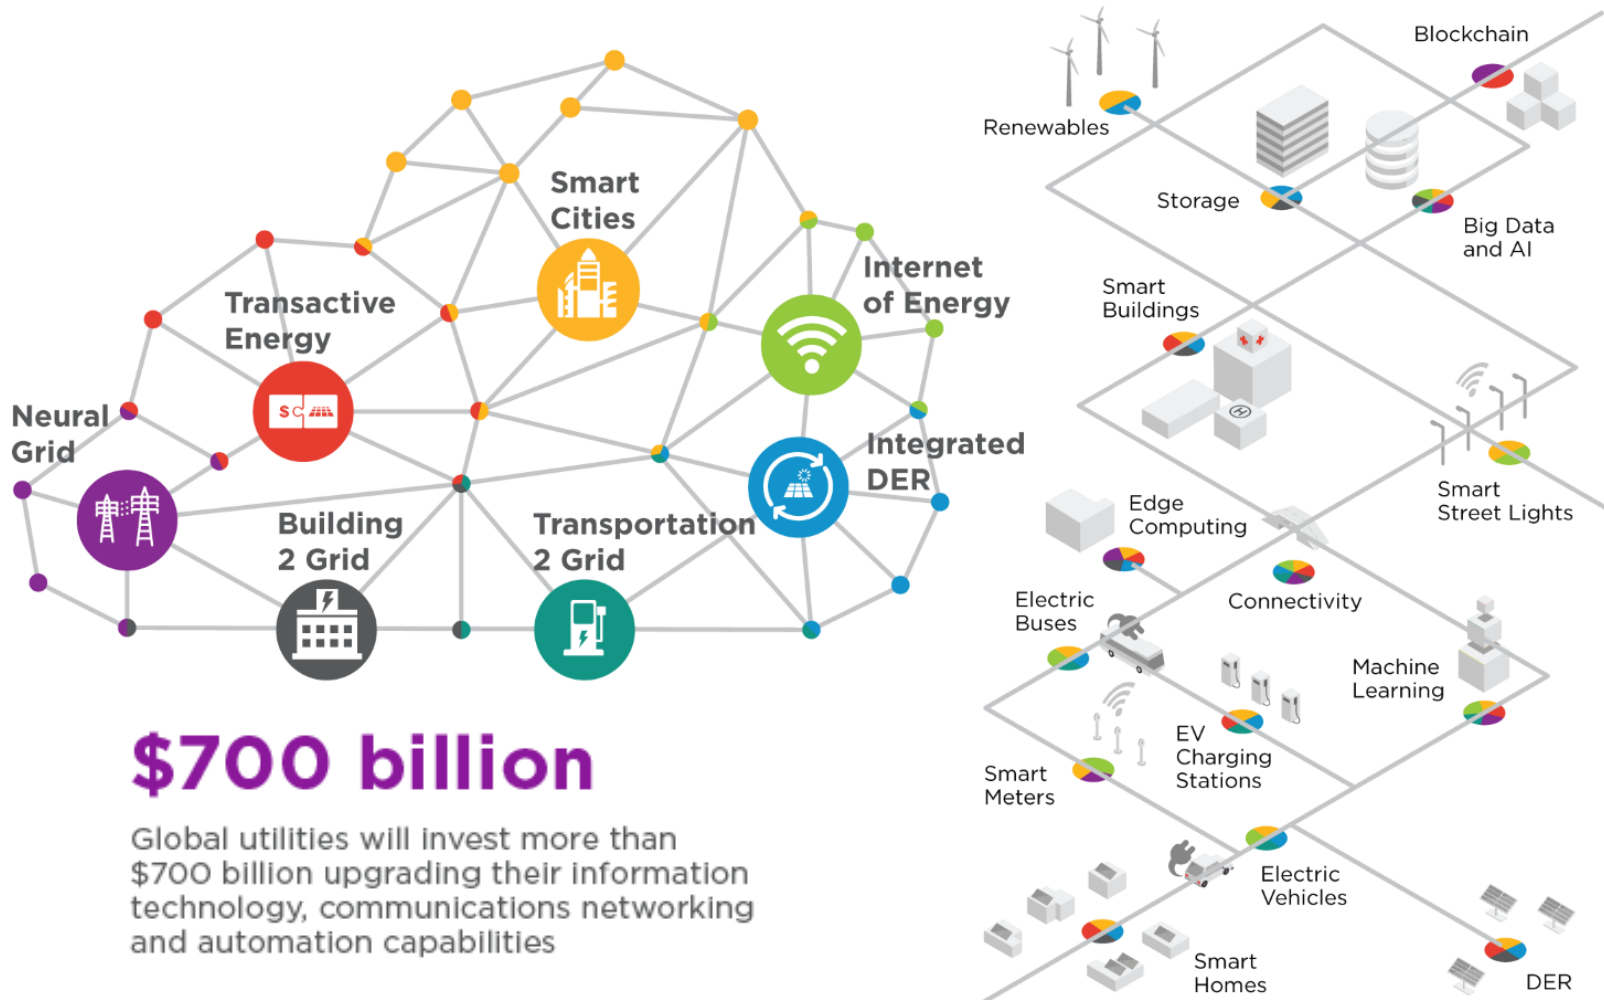 Smart
Cities
Internet
of Energy
Transactive
Energy
Neural
Grid
Integrated
DER
Building
2 Grid
Transportation
2 Grid
S
H
$700 billion
Global utilities will invest more than
$700 billion upgrading their information
technology, communications networking
and automation capabilities
Blockchain
Renewables
Storage
Big Data
and AI
Smart
Buildings
Smart
Street Lights
Edge
Computing
Connectivity
Electric
Buses
Machine
Learning
EV
Charging
Stations
Smart
Meters
Electric
Vehicles
Smart
Homes
DER